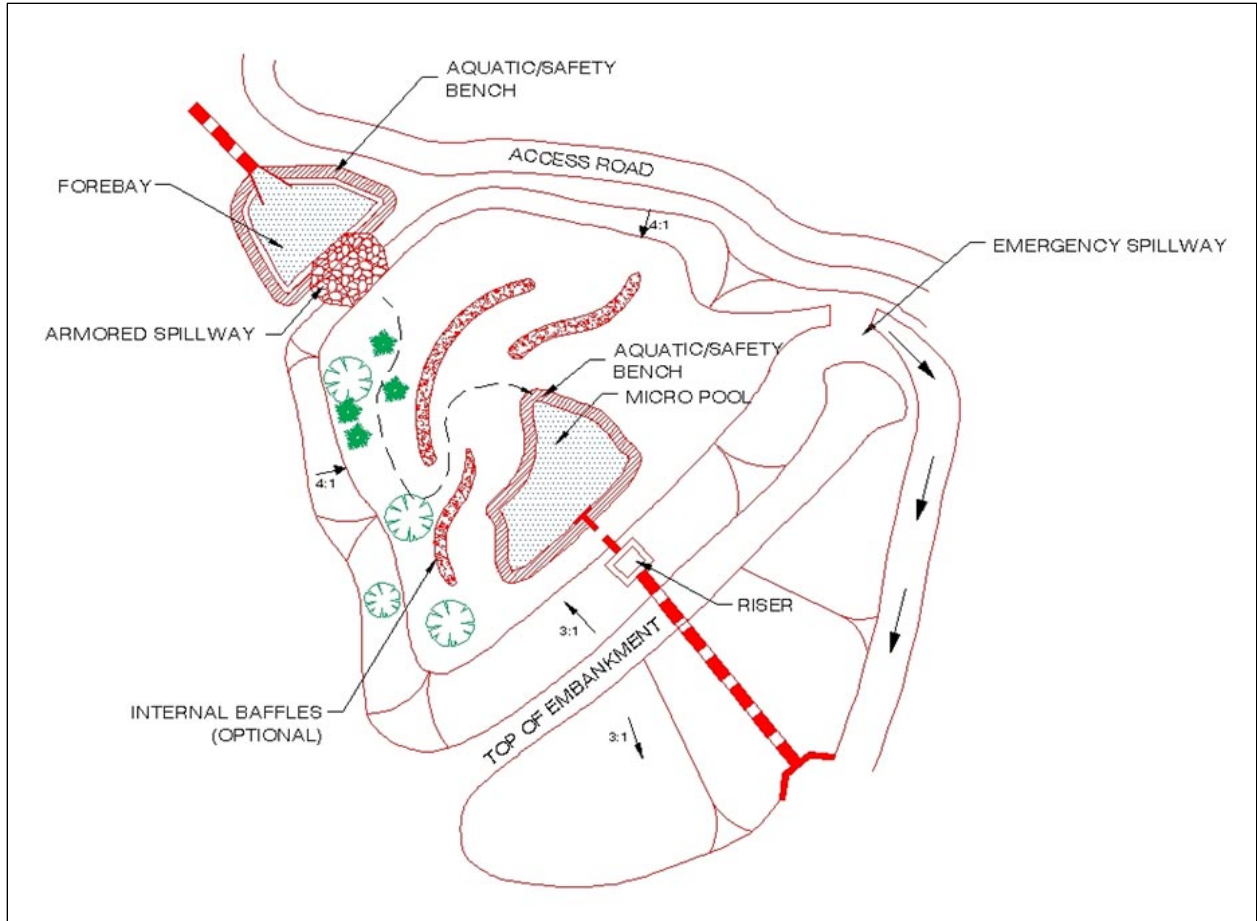 AQUATIC/SAFETY
BENCH
ACCESS ROAD
FOREBAY
4:1
EMERGENCY SPILLWAY
ARMORED SPILLWAY
AQUATIC/SAFETY
BENCH
MICRO POOL
4:1
RISER
3:1
INTERNAL BAFFLES
(OPTIONAL)
TOP OF EMBANKMENT
3:1